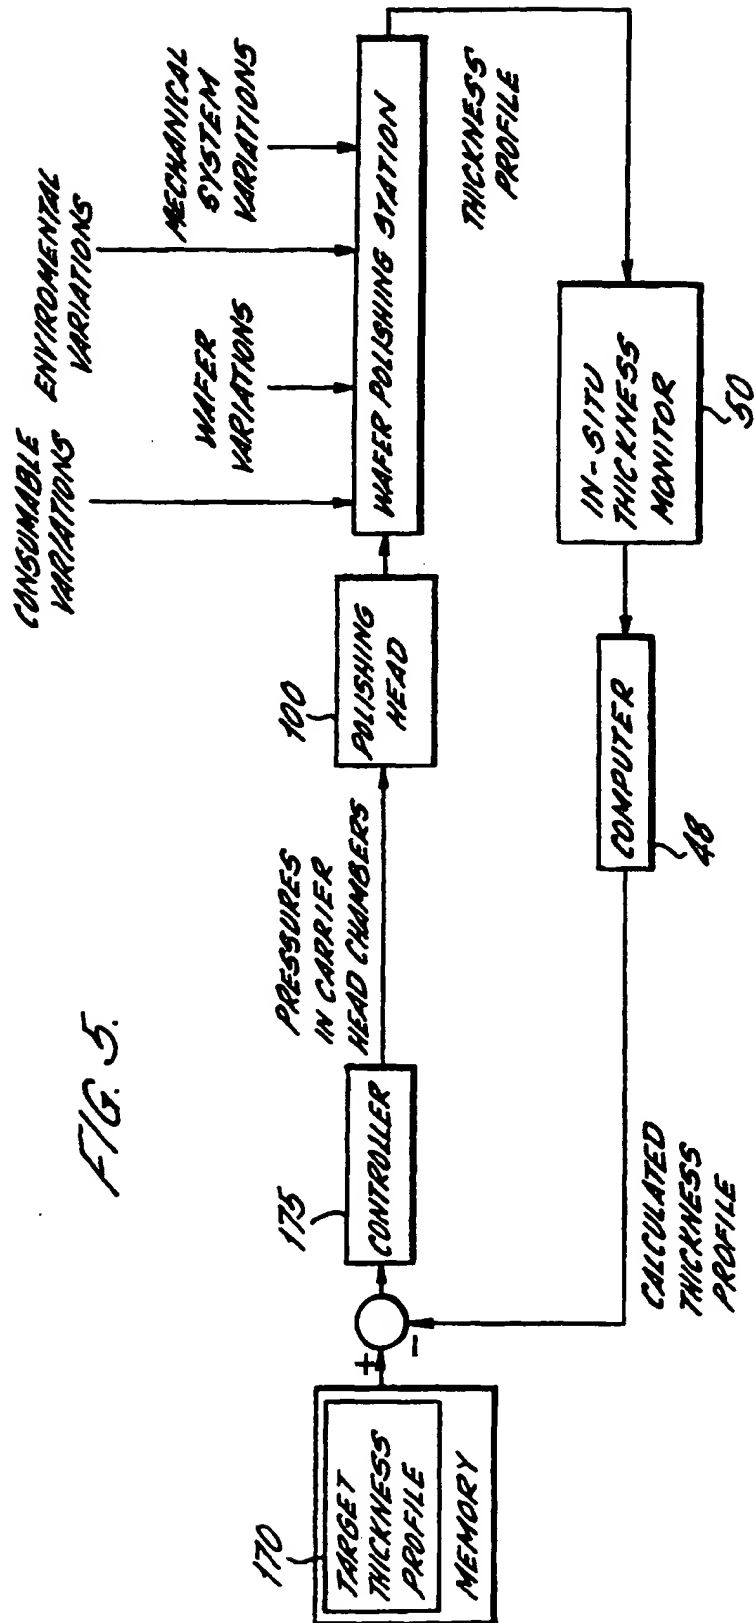 FIG. 5.
CONSUMABLE
VARIATIONS
ENVIROMENTAL
VARIATIONS
WAFER
VARIATIONS
MECHANICAL
SYSTEM
VARIATIONS
170
TARGET
THICKNESS
PROFILE
MEMORY
+
-
175
CONTROLLER
PRESSURES
IN CARRIER
HEAD CHAMBERS
100
POLISHING
HEAD
WAFER POLISHING STATION
THICKNESS
PROFILE
IN-SITU
THICKNESS
MONITOR
50
COMPUTER
48
CALCULATED
THICKNESS
PROFILE